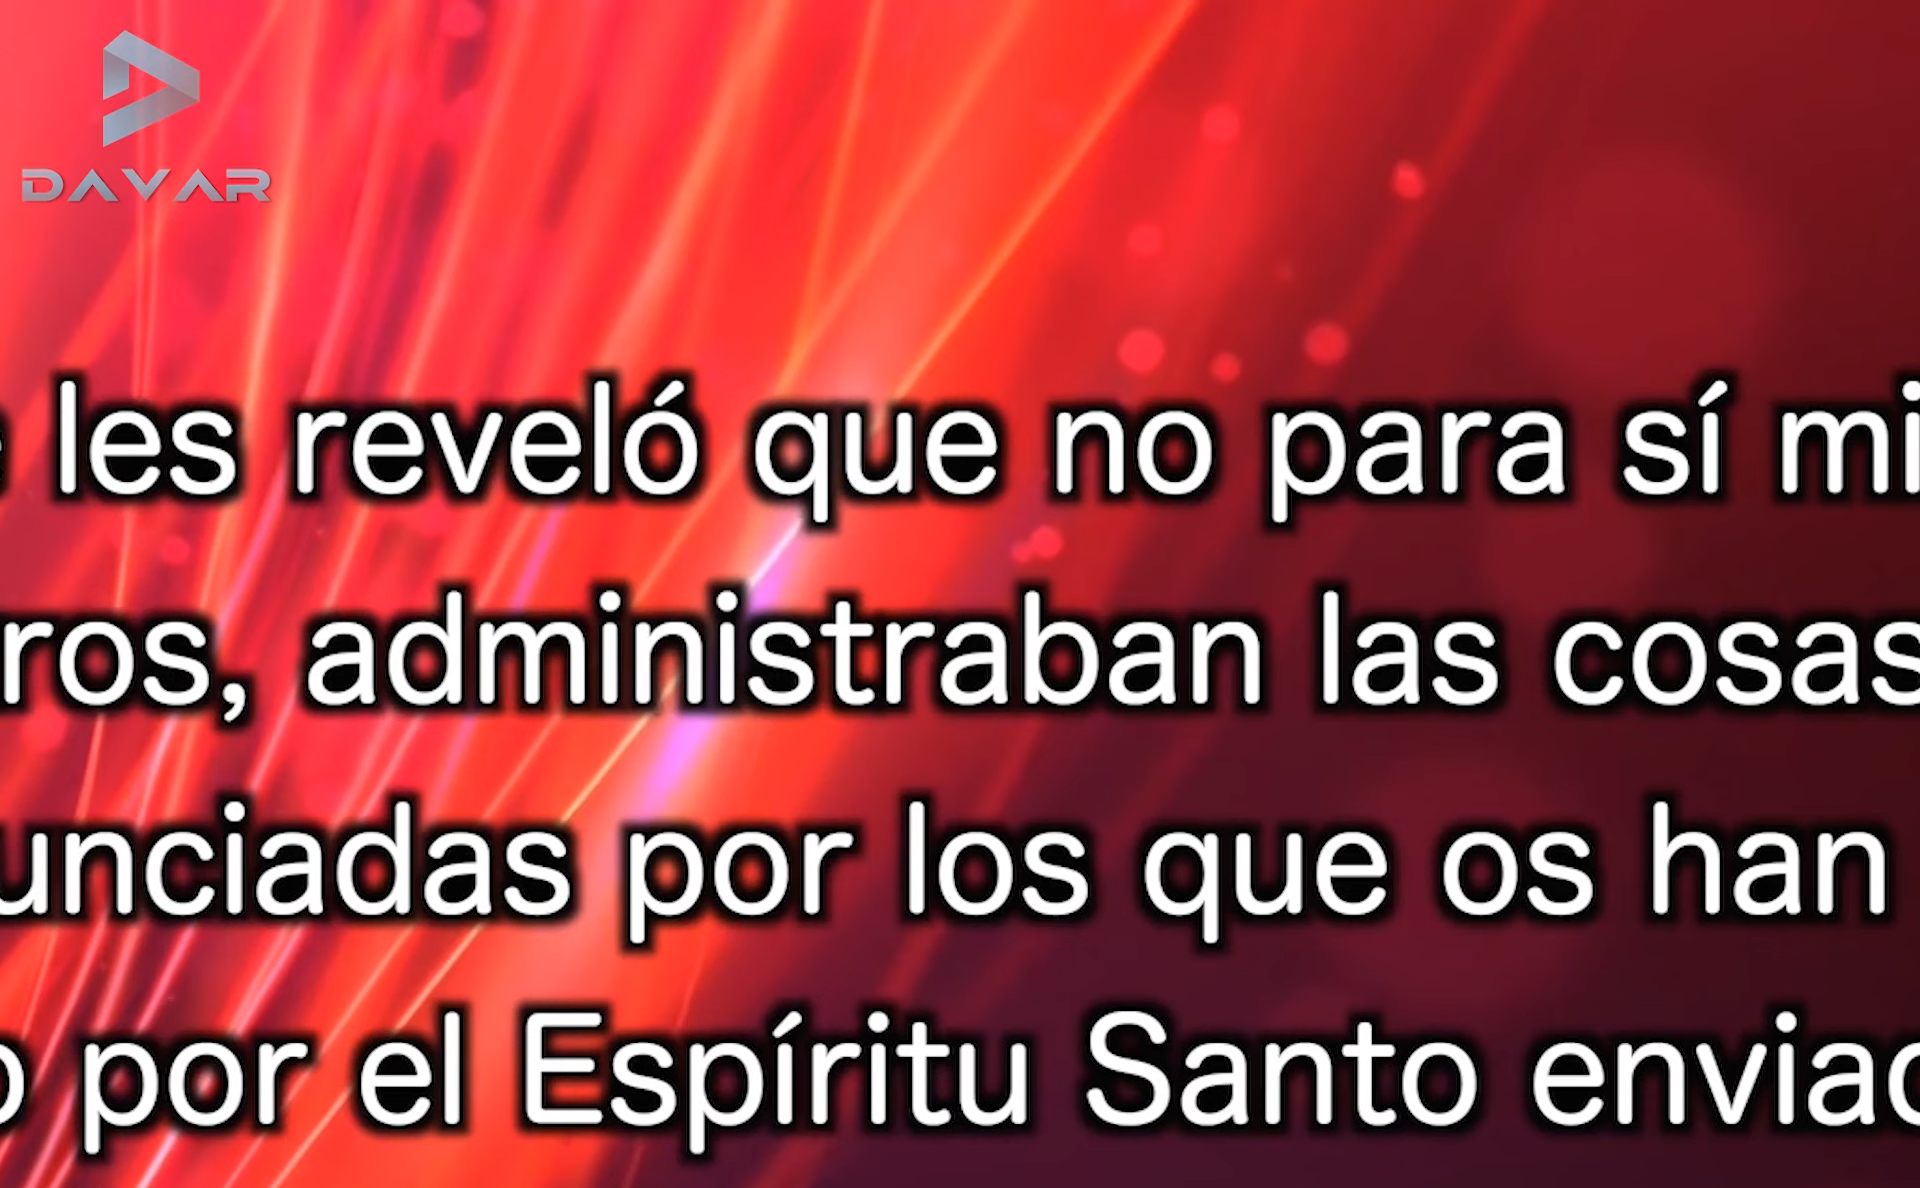 DAVAR
les reveló que no para sí mi
ros, administraban las cosas
unciadas por los que os han
o por el Espíritu Santo enviad